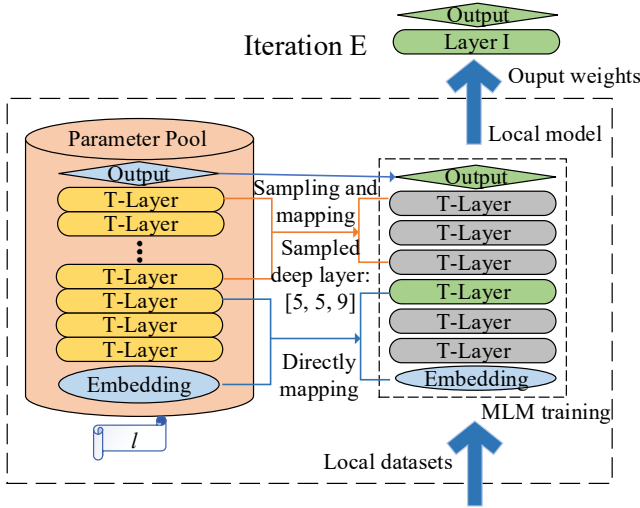 Iteration E
Output
Layer I
Ouput weights
Local model
Parameter Pool
Output
T-Layer
T-Layer
T-Layer
T-Layer
T-Layer
T-Layer
Embedding
l
Sampling and
mapping
Sampled
deep layer:
[5, 5, 9]
Directly
mapping
Output
T-Layer
T-Layer
T-Layer
T-Layer
T-Layer
T-Layer
Embedding
MLM training
Local datasets